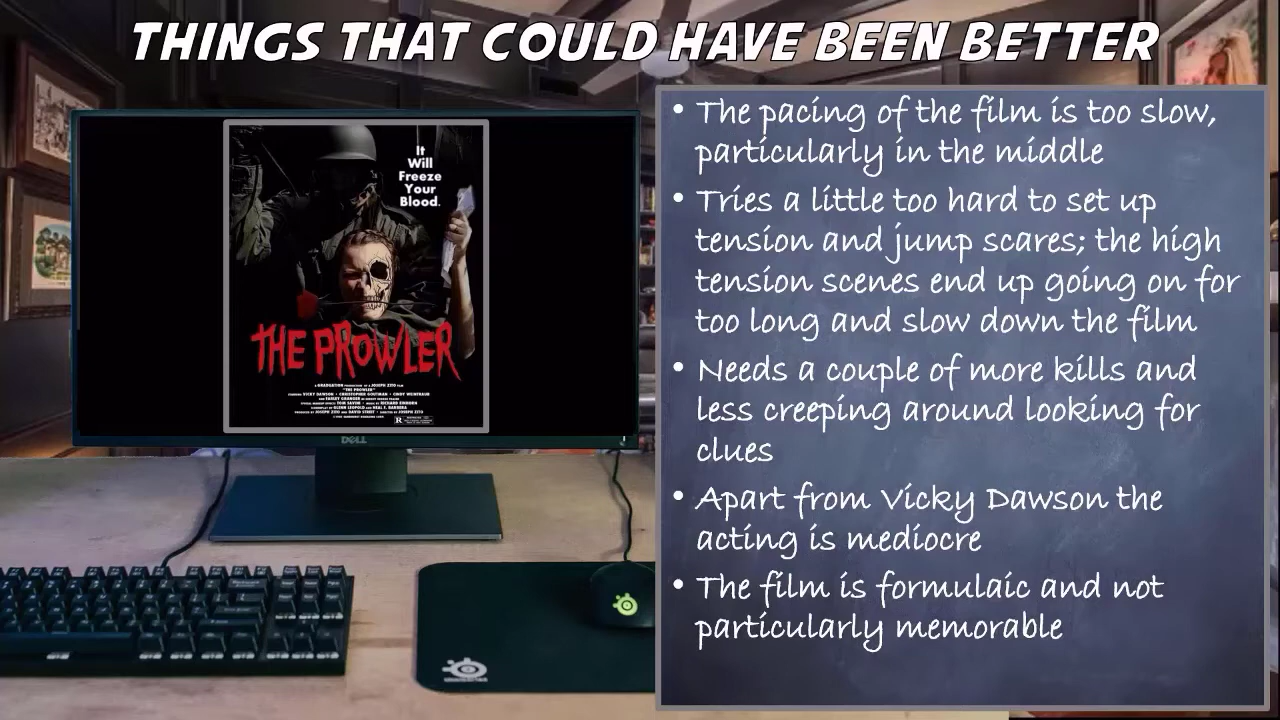 THINGS THAT COULD HAVE BEEN BETTER
It
Will
Freeze
Your
Blood.
THE PROWLER
DELL
• The pacing of the film is too slow,
particularly in the middle
• Tries a little too hard to set up
tension and jump scares; the high
tension scenes end up going on for
too long and slow down the film
• Needs a couple of more kills and
less creeping around looking for
clues
• Apart from Vicky Dawson the
acting is mediocre
• The film is formulaic and not
particularly memorable